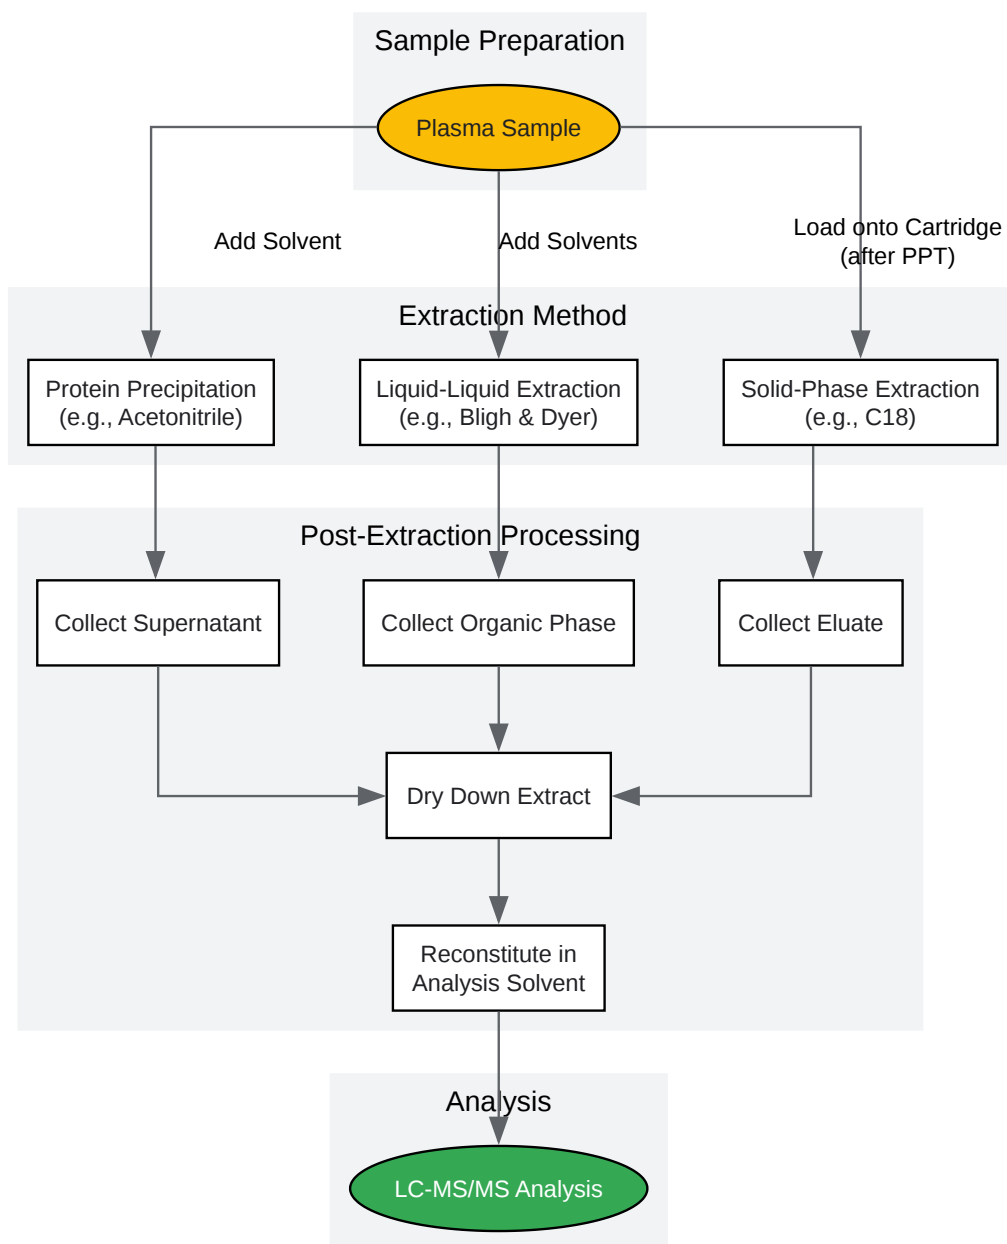 Sample Preparation
Plasma Sample
Add Solvent
Add Solvents
Load onto Cartridge
(after PPT)
Extraction Method
Protein Precipitation
(e.g., Acetonitrile)
Liquid-Liquid Extraction
(e.g., Bligh & Dyer)
Solid-Phase Extraction
(e.g., C18)
Post-Extraction Processing
Collect Supernatant
Collect Organic Phase
Collect Eluate
Dry Down Extract
Reconstitute in
Analysis Solvent
Analysis
LC-MS/MS Analysis